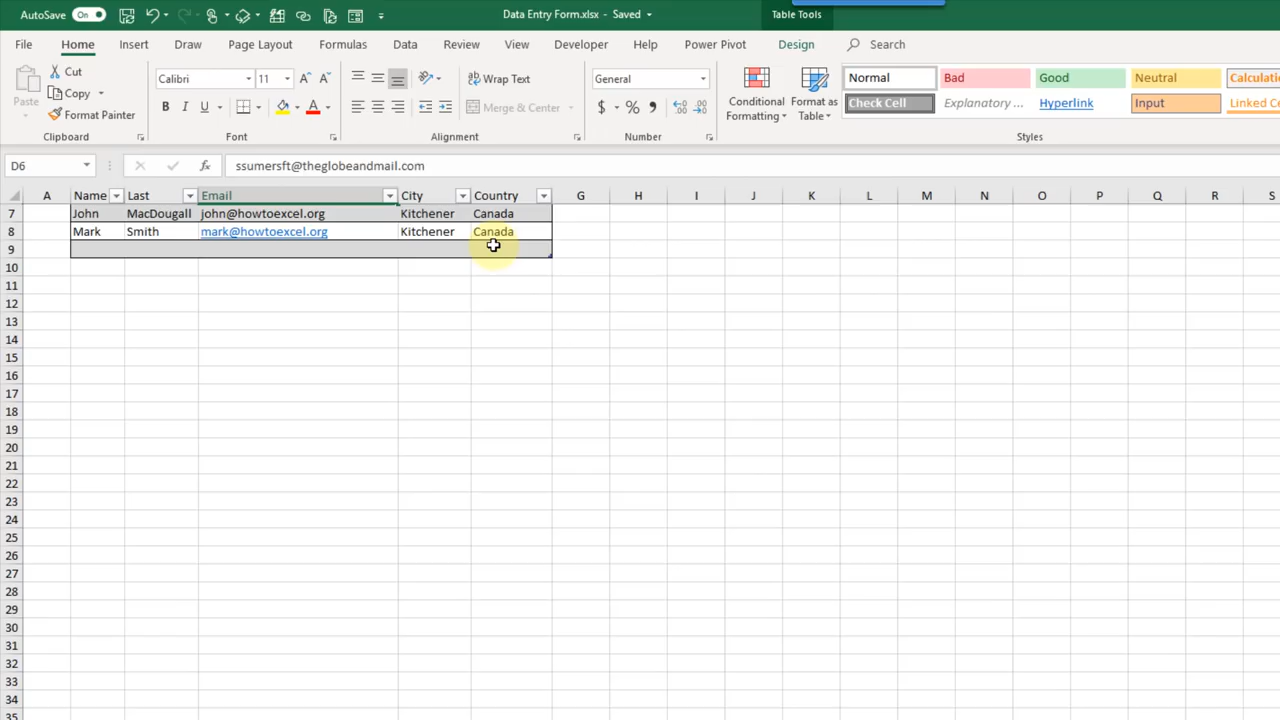 AutoSave On Data Entry Form.xlsx - Saved Table Tools
File Home Insert Draw Page Layout Formulas Data Review View Developer Help Power Pivot Design Search
Paste
Cut
Copy
Format Painter
Clipboard
Calibri 11
B I U
Font
Wrap Text
Merge & Center
Alignment
General
$ % ,
Number
Conditional Formatting
Format as Table
Normal Bad Good Neutral Calculatio
Check Cell Explanatory ... Hyperlink Input Linked Ce
Styles
D6 fx ssumersft@theglobeandmail.com
A Name Last Email City Country G H I J K L M N O P Q R S
7 John MacDougall john@howtoexcel.org Kitchener Canada
8 Mark Smith mark@howtoexcel.org Kitchener Canada
9
10
11
12
13
14
15
16
17
18
19
20
21
22
23
24
25
26
27
28
29
30
31
32
33
34
35